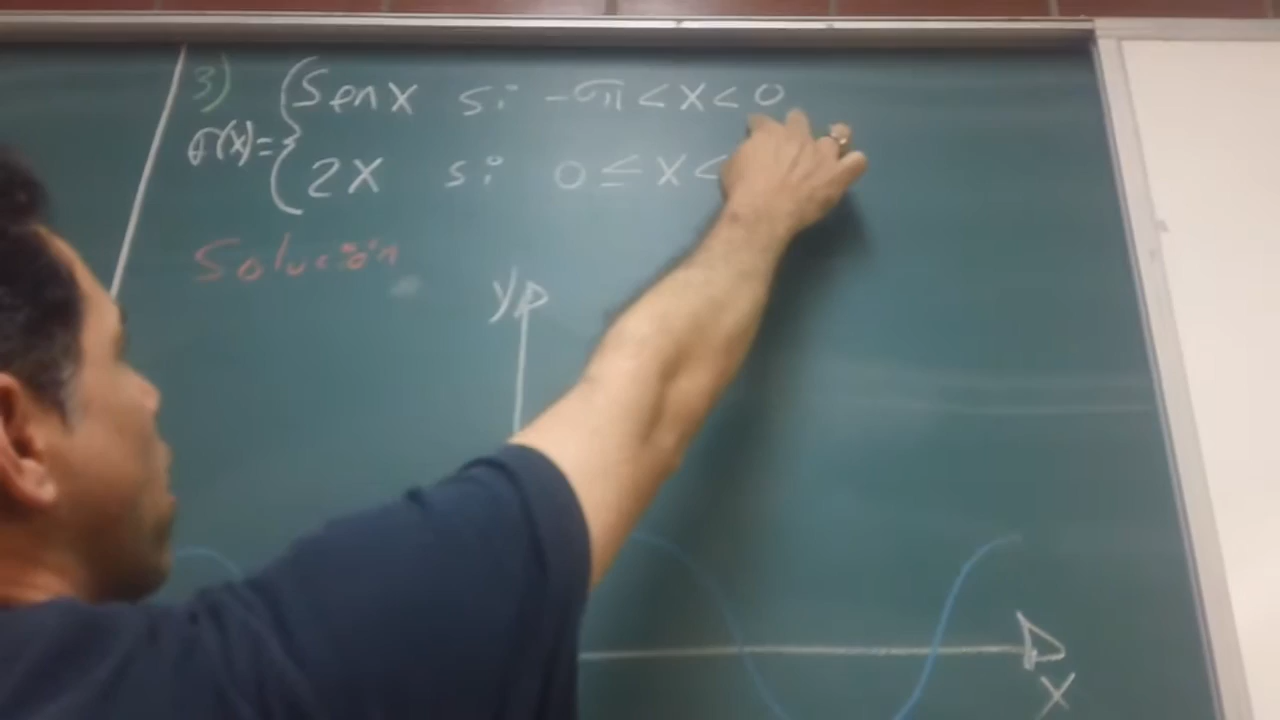 3)
Senx si -π<x<0
f(x)=
2x si 0≤x<
Solución
y
x